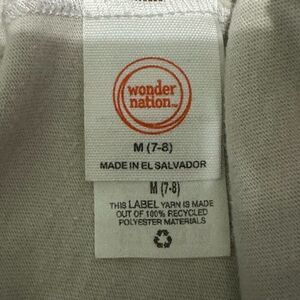 wonder
nation™
M (7-8)
MADE IN EL SALVADOR
M (7-8)
THIS LABEL YARN IS MADE
OUT OF 100% RECYCLED
POLYESTER MATERIALS